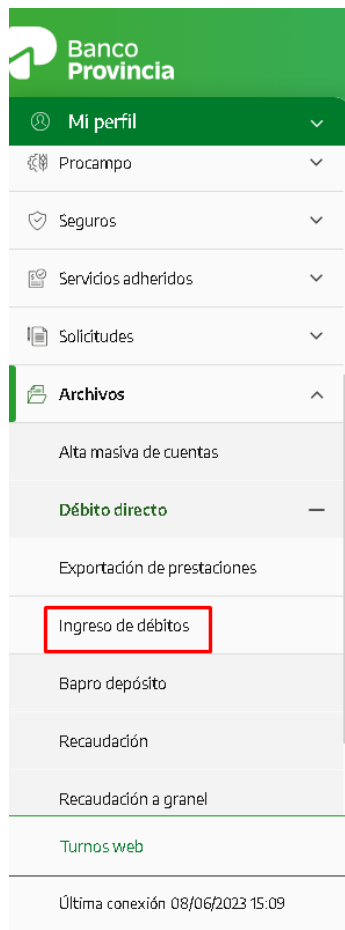 Banco
Provincia
Mi perfil
Procampo
Seguros
Servicios adheridos
Solicitudes
Archivos
Alta masiva de cuentas
Débito directo
Exportación de prestaciones
Ingreso de débitos
Bapro depósito
Recaudación
Recaudación a granel
Turnos web
Última conexión 08/06/2023 15:09